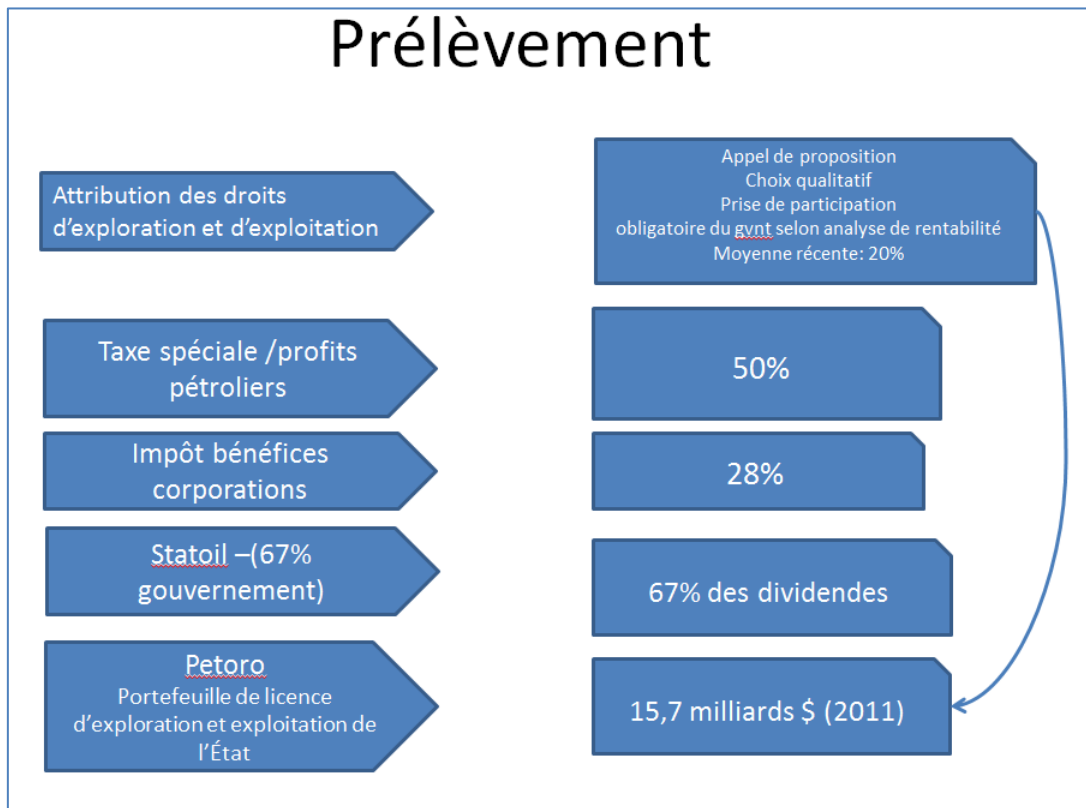 Prélèvement
Attribution des droits
d'exploration et d'exploitation
Appel de proposition
Choix qualitatif
Prise de participation
obligatoire du gvnt selon analyse de rentabilité
Moyenne récente: 20%
Taxe spéciale /profits
pétroliers
50%
Impôt bénéfices
corporations
28%
Statoil –(67%
gouvernement)
67% des dividendes
Petoro
Portefeuille de licence
d'exploration et exploitation de
l'État
15,7 milliards $ (2011)